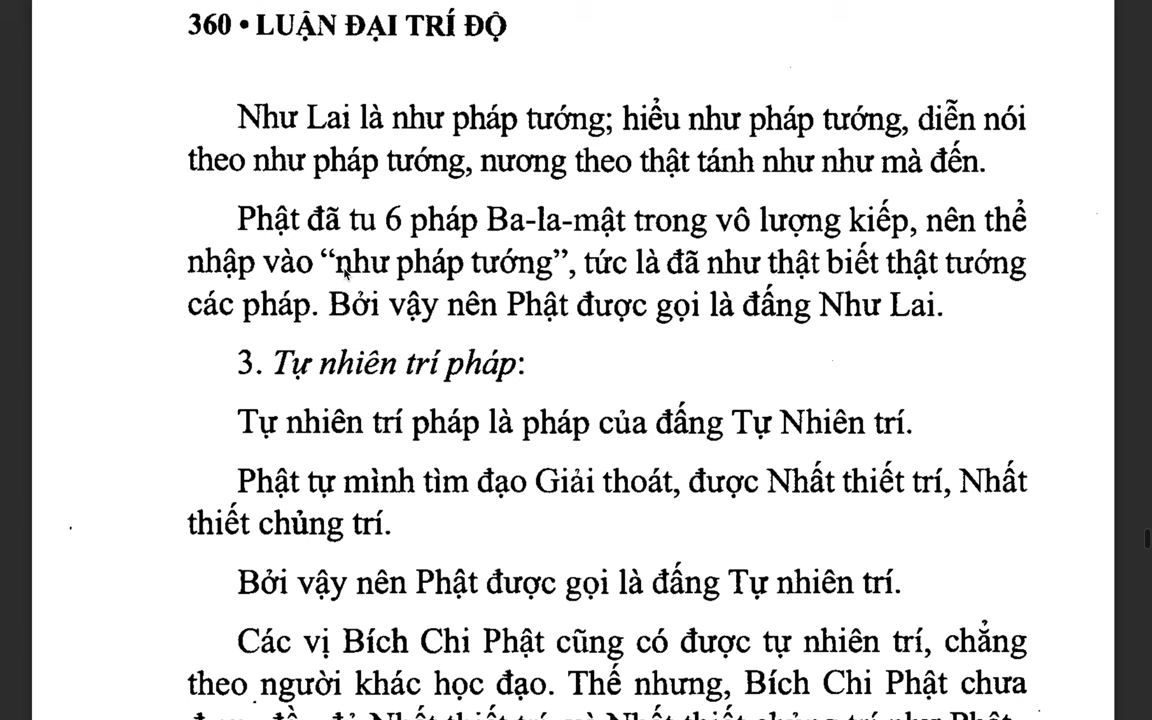 360 • LUẬN ĐẠI TRÍ ĐỘ
Như Lai là như pháp tướng; hiểu như pháp tướng, diễn nói
theo như pháp tướng, nương theo thật tánh như như mà đến.
Phật đã tu 6 pháp Ba-la-mật trong vô lượng kiếp, nên thể
nhập vào “như pháp tướng”, tức là đã như thật biết thật tướng
các pháp. Bởi vậy nên Phật được gọi là đấng Như Lai.
3. Tự nhiên trí pháp:
Tự nhiên trí pháp là pháp của đấng Tự Nhiên trí.
Phật tự mình tìm đạo Giải thoát, được Nhất thiết trí, Nhất
thiết chủng trí.
Bởi vậy nên Phật được gọi là đấng Tự nhiên trí.
Các vị Bích Chi Phật cũng có được tự nhiên trí, chẳng
theo người khác học đạo. Thế nhưng, Bích Chi Phật chưa